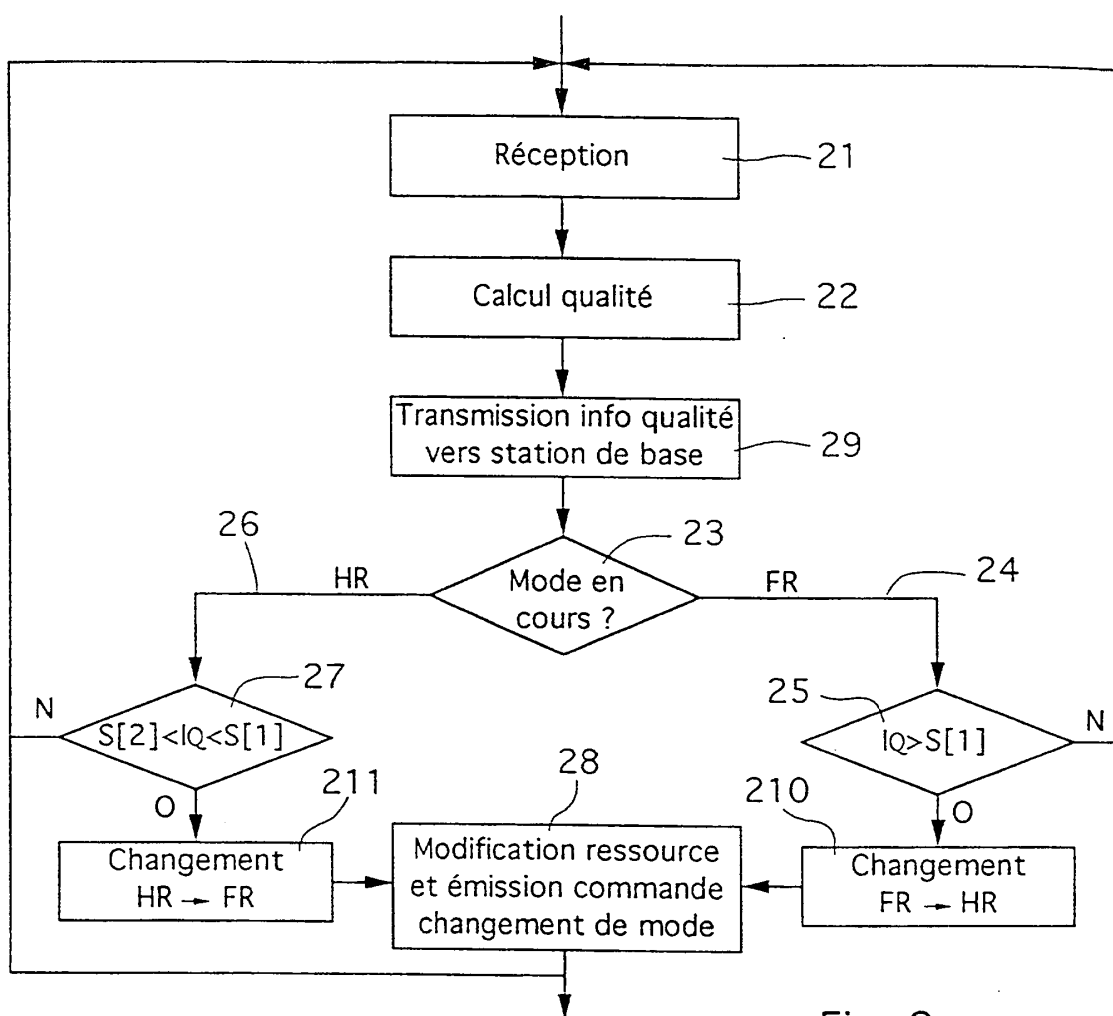 Réception
21
Calcul qualité
22
Transmission info qualité
vers station de base
29
26
23
HR
Mode en
cours ?
FR
24
27
25
N
S[2]<IQ<S[1]
IQ>S[1]
N
O
211
28
210
O
Changement
HR → FR
Modification ressource
et émission commande
changement de mode
Changement
FR → HR